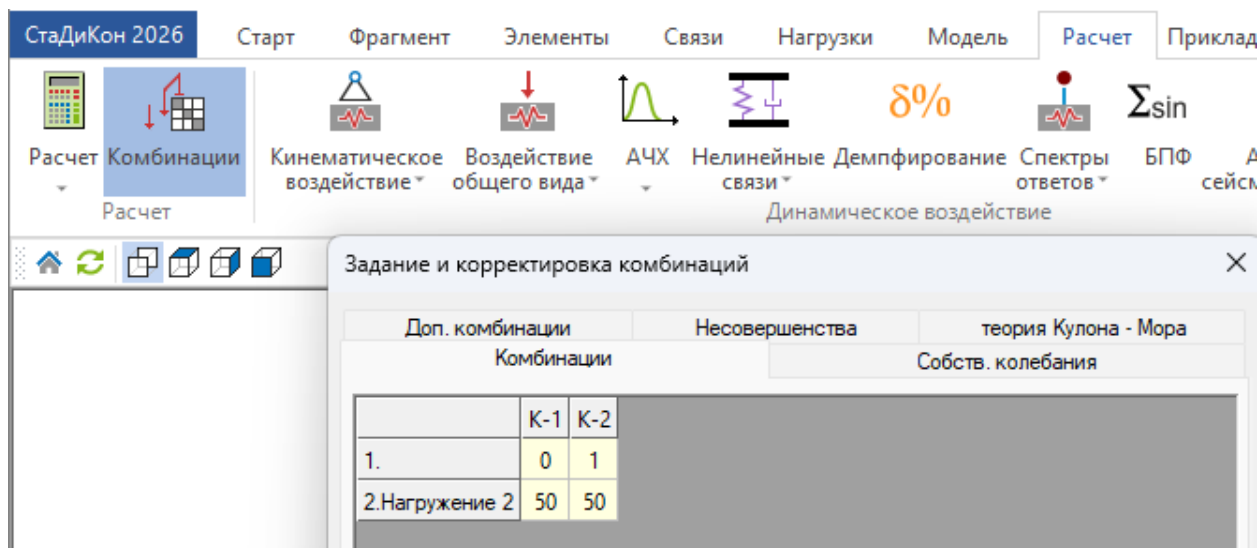 СтаДиКон 2026 Старт Фрагмент Элементы Связи Нагрузки Модель Расчет Приклад
δ% Σsin
Расчет Комбинации Кинематическое Воздействие АЧХ Нелинейные Демпфирование Спектры БПФ А
воздействие общего вида связи ответов сейсм
Расчет Динамическое воздействие
Задание и корректировка комбинаций
Доп. комбинации Несовершенства теория Кулона - Мора
Комбинации Собств. колебания
К-1 К-2
1. 0 1
2.Нагружение 2 50 50